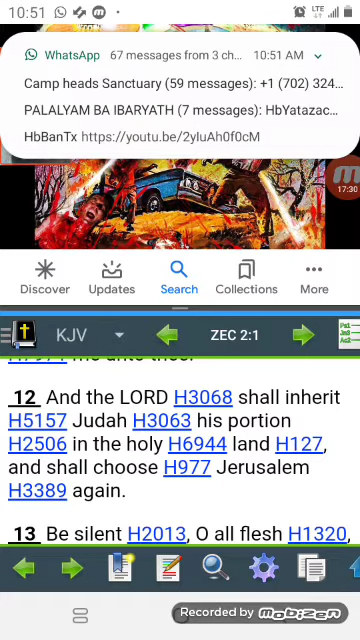 10:51
LTE
WhatsApp 67 messages from 3 ch... 10:51 AM
Camp heads Sanctuary (59 messages): +1 (702) 324...
PALALYAM BA IBARYATH (7 messages): HbYatazac...
HbBanTx https://youtu.be/2yluAh0f0cM
17:30
Discover Updates Search Collections More
KJV ZEC 2:1
12 And the LORD H3068 shall inherit
H5157 Judah H3063 his portion
H2506 in the holy H6944 land H127,
and shall choose H977 Jerusalem
H3389 again.
13 Be silent H2013, O all flesh H1320,
Recorded by mobizen